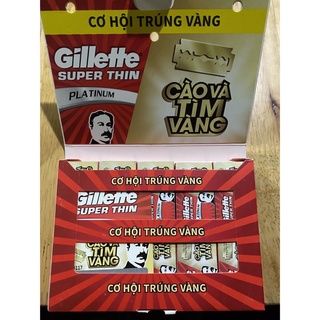 CƠ HỘI TRÚNG VÀNG
Gillette
SUPER THIN
PLATINUM
CÀO VÀ
TÌM
VÀNG
CƠ HỘI TRÚNG VÀNG
Gillette
SUPER THIN
Gillette
Gillette
CƠ HỘI TRÚNG VÀNG
CÀO VÀ
TÌM
VÀNG
CƠ HỘI TRÚNG VÀNG